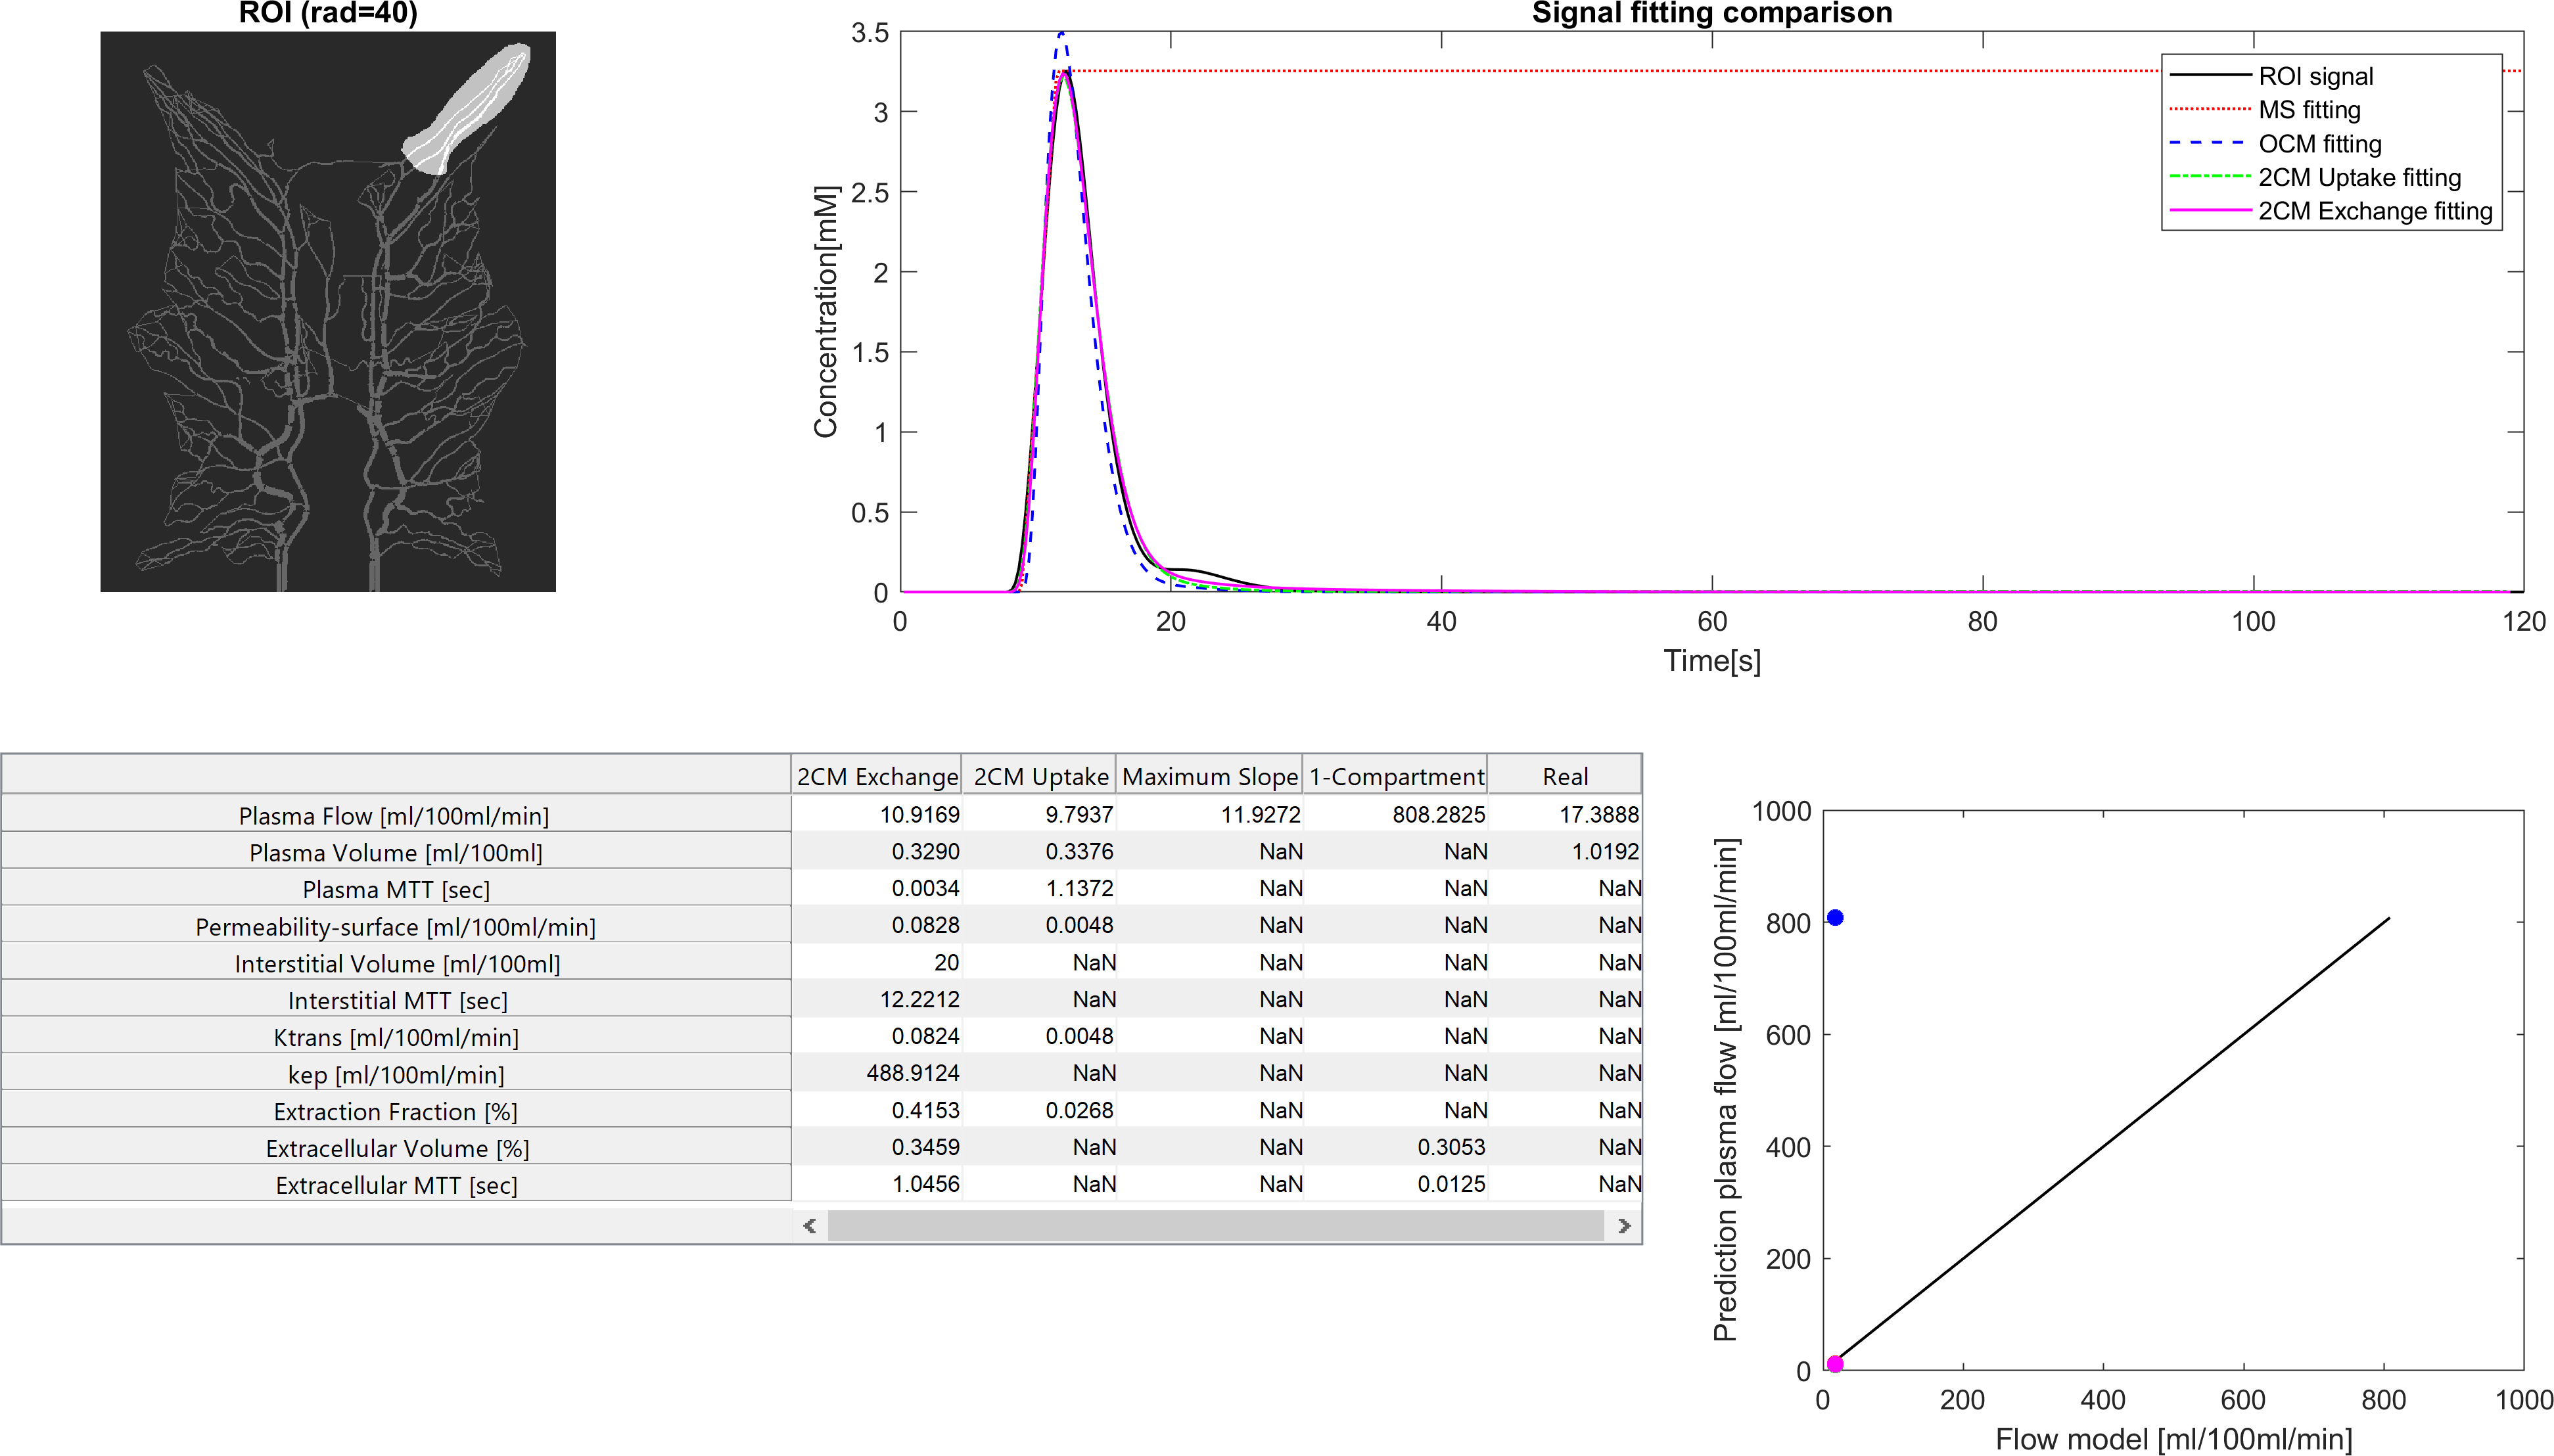 ROI (rad=40)
Signal fitting comparison
3.5
3
2.5
2
1.5
1
0.5
0
Concentration[mM]
0 20 40 60 80 100 120
Time[s]
ROI signal
MS fitting
OCM fitting
2CM Uptake fitting
2CM Exchange fitting
2CM Exchange 2CM Uptake Maximum Slope 1-Compartment Real
Plasma Flow [ml/100ml/min] 10.9169 9.7937 11.9272 808.2825 17.3888
Plasma Volume [ml/100ml] 0.3290 0.3376 NaN NaN 1.0192
Plasma MTT [sec] 0.0034 1.1372 NaN NaN NaN
Permeability-surface [ml/100ml/min] 0.0828 0.0048 NaN NaN NaN
Interstitial Volume [ml/100ml] 20 NaN NaN NaN NaN
Interstitial MTT [sec] 12.2212 NaN NaN NaN NaN
Ktrans [ml/100ml/min] 0.0824 0.0048 NaN NaN NaN
kep [ml/100ml/min] 488.9124 NaN NaN NaN NaN
Extraction Fraction [%] 0.4153 0.0268 NaN NaN NaN
Extracellular Volume [%] 0.3459 NaN NaN 0.3053 NaN
Extracellular MTT [sec] 1.0456 NaN NaN 0.0125 NaN
1000
800
600
400
200
0
Prediction plasma flow [ml/100ml/min]
0 200 400 600 800 1000
Flow model [ml/100ml/min]